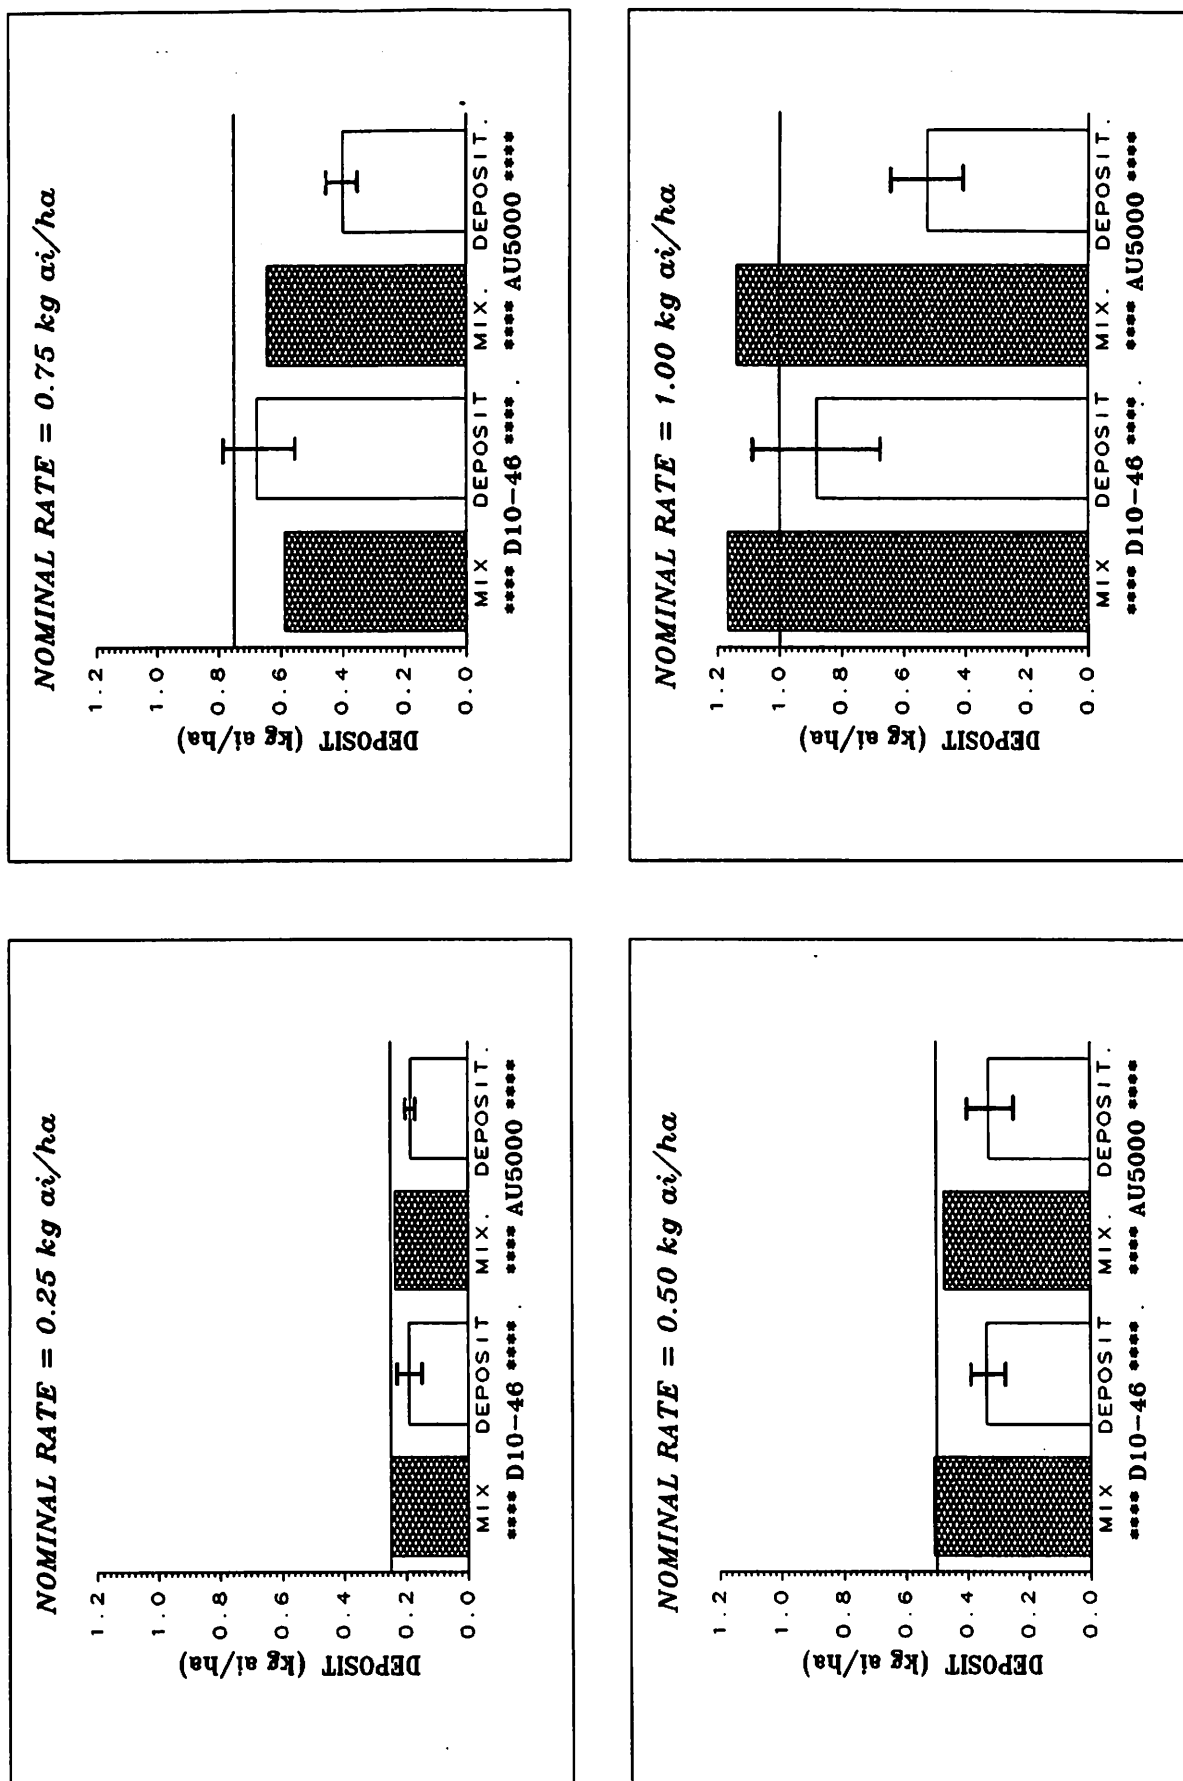 NOMINAL RATE = 0.25 kg ai/ha
DEPOSIT (kg ai/ha)
1.2
1.0
0.8
0.6
0.4
0.2
0.0
MIX DEPOSIT MIX. DEPOSIT.
**** D10-46 ****. **** AU5000 ****
NOMINAL RATE = 0.75 kg ai/ha
DEPOSIT (kg ai/ha)
1.2
1.0
0.8
0.6
0.4
0.2
0.0
MIX DEPOSIT MIX. DEPOSIT.
**** D10-46 ****. **** AU5000 ****
NOMINAL RATE = 0.50 kg ai/ha
DEPOSIT (kg ai/ha)
1.2
1.0
0.8
0.6
0.4
0.2
0.0
MIX DEPOSIT MIX. DEPOSIT.
**** D10-46 ****. **** AU5000 ****
NOMINAL RATE = 1.00 kg ai/ha
DEPOSIT (kg ai/ha)
1.2
1.0
0.8
0.6
0.4
0.2
0.0
MIX DEPOSIT MIX. DEPOSIT.
**** D10-46 ****. **** AU5000 ****